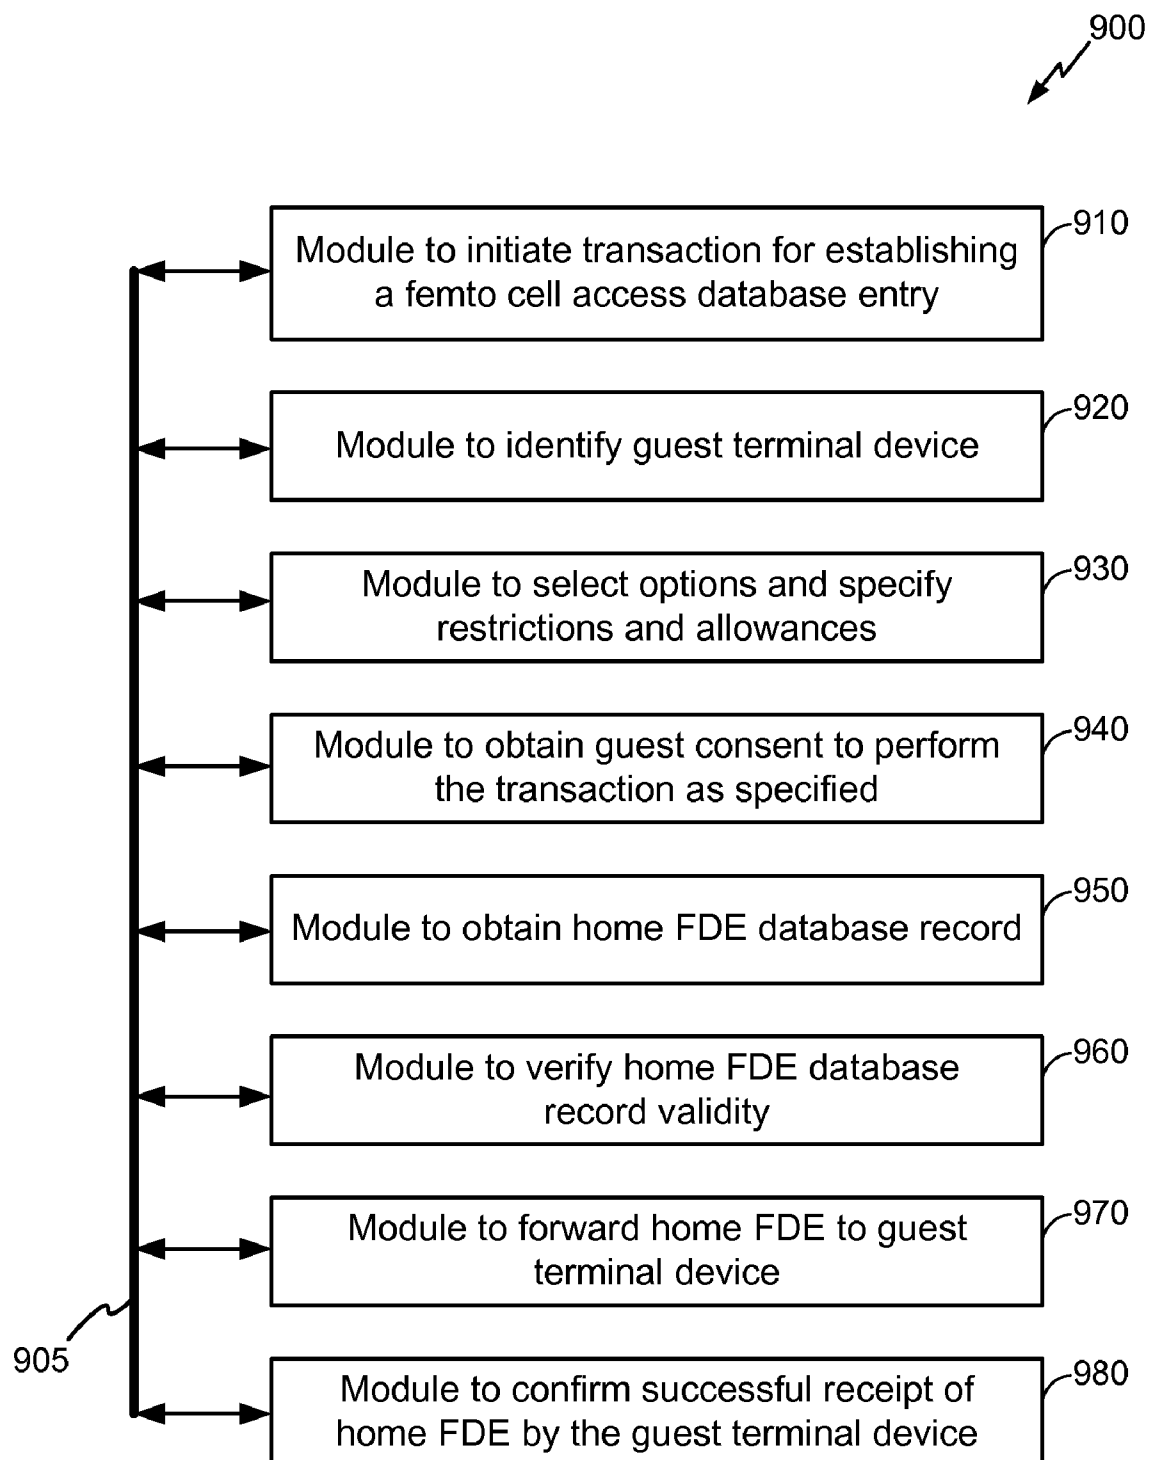 900
910
Module to initiate transaction for establishing
a femto cell access database entry
920
Module to identify guest terminal device
930
Module to select options and specify
restrictions and allowances
940
Module to obtain guest consent to perform
the transaction as specified
950
Module to obtain home FDE database record
960
Module to verify home FDE database
record validity
970
Module to forward home FDE to guest
terminal device
905
980
Module to confirm successful receipt of
home FDE by the guest terminal device